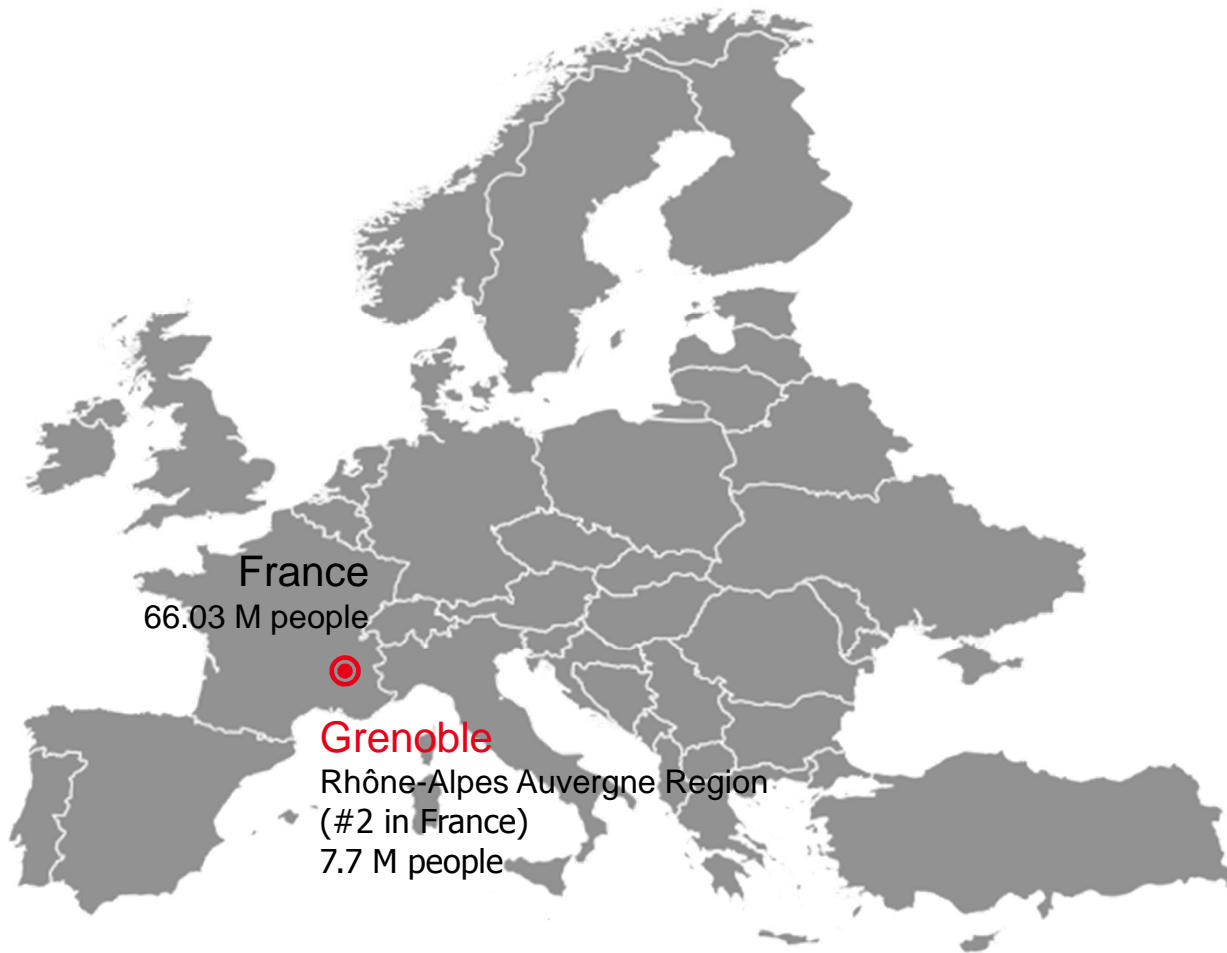 France
66.03 M people
Grenoble
Rhône-Alpes Auvergne Region
(#2 in France)
7.7 M people